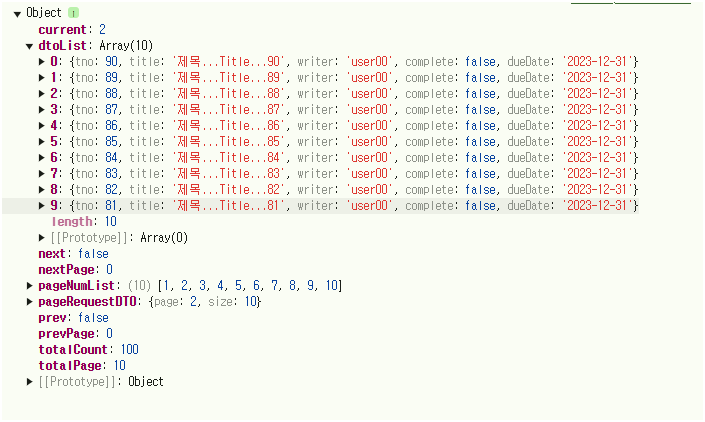 Object i
current: 2
dtoList: Array(10)
0: {tno: 90, title: '제목...Title...90', writer: 'user00', complete: false, dueDate: '2023-12-31'}
1: {tno: 89, title: '제목...Title...89', writer: 'user00', complete: false, dueDate: '2023-12-31'}
2: {tno: 88, title: '제목...Title...88', writer: 'user00', complete: false, dueDate: '2023-12-31'}
3: {tno: 87, title: '제목...Title...87', writer: 'user00', complete: false, dueDate: '2023-12-31'}
4: {tno: 86, title: '제목...Title...86', writer: 'user00', complete: false, dueDate: '2023-12-31'}
5: {tno: 85, title: '제목...Title...85', writer: 'user00', complete: false, dueDate: '2023-12-31'}
6: {tno: 84, title: '제목...Title...84', writer: 'user00', complete: false, dueDate: '2023-12-31'}
7: {tno: 83, title: '제목...Title...83', writer: 'user00', complete: false, dueDate: '2023-12-31'}
8: {tno: 82, title: '제목...Title...82', writer: 'user00', complete: false, dueDate: '2023-12-31'}
9: {tno: 81, title: '제목...Title...81', writer: 'user00', complete: false, dueDate: '2023-12-31'}
length: 10
[[Prototype]]: Array(0)
next: false
nextPage: 0
pageNumList: (10) [1, 2, 3, 4, 5, 6, 7, 8, 9, 10]
pageRequestDTO: {page: 2, size: 10}
prev: false
prevPage: 0
totalCount: 100
totalPage: 10
[[Prototype]]: Object